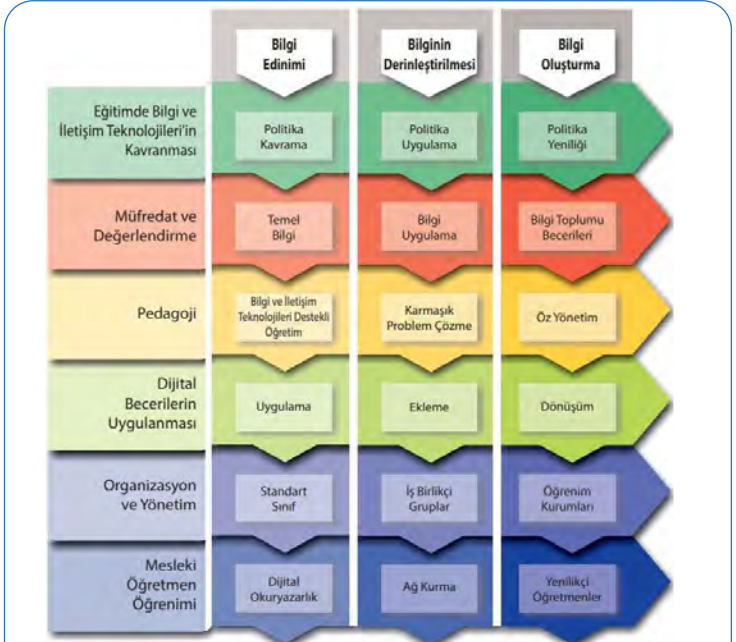 Bilgi
Edinimi
Bilginin
Derinleştirilmesi
Bilgi
Oluşturma
Eğitimde Bilgi ve
İletişim Teknolojileri'in
Kavranması
Politika
Kavrama
Politika
Uygulama
Politika
Yeniliği
Müfredat ve
Değerlendirme
Temel
Bilgi
Bilgi
Uygulama
Bilgi Toplumu
Becerileri
Pedagoji
Bilgi ve İletişim
Teknolojileri Destekli
Öğretim
Karmaşık
Problem Çözme
Öz Yönetim
Dijital
Becerilerin
Uygulanması
Uygulama
Ekleme
Dönüşüm
Organizasyon
ve Yönetim
Standart
Sınıf
İş Birlikçi
Gruplar
Öğrenim
Kurumları
Mesleki
Öğretmen
Öğrenimi
Dijital
Okuryazarlık
Ağ Kurma
Yenilikçi
Öğretmenler